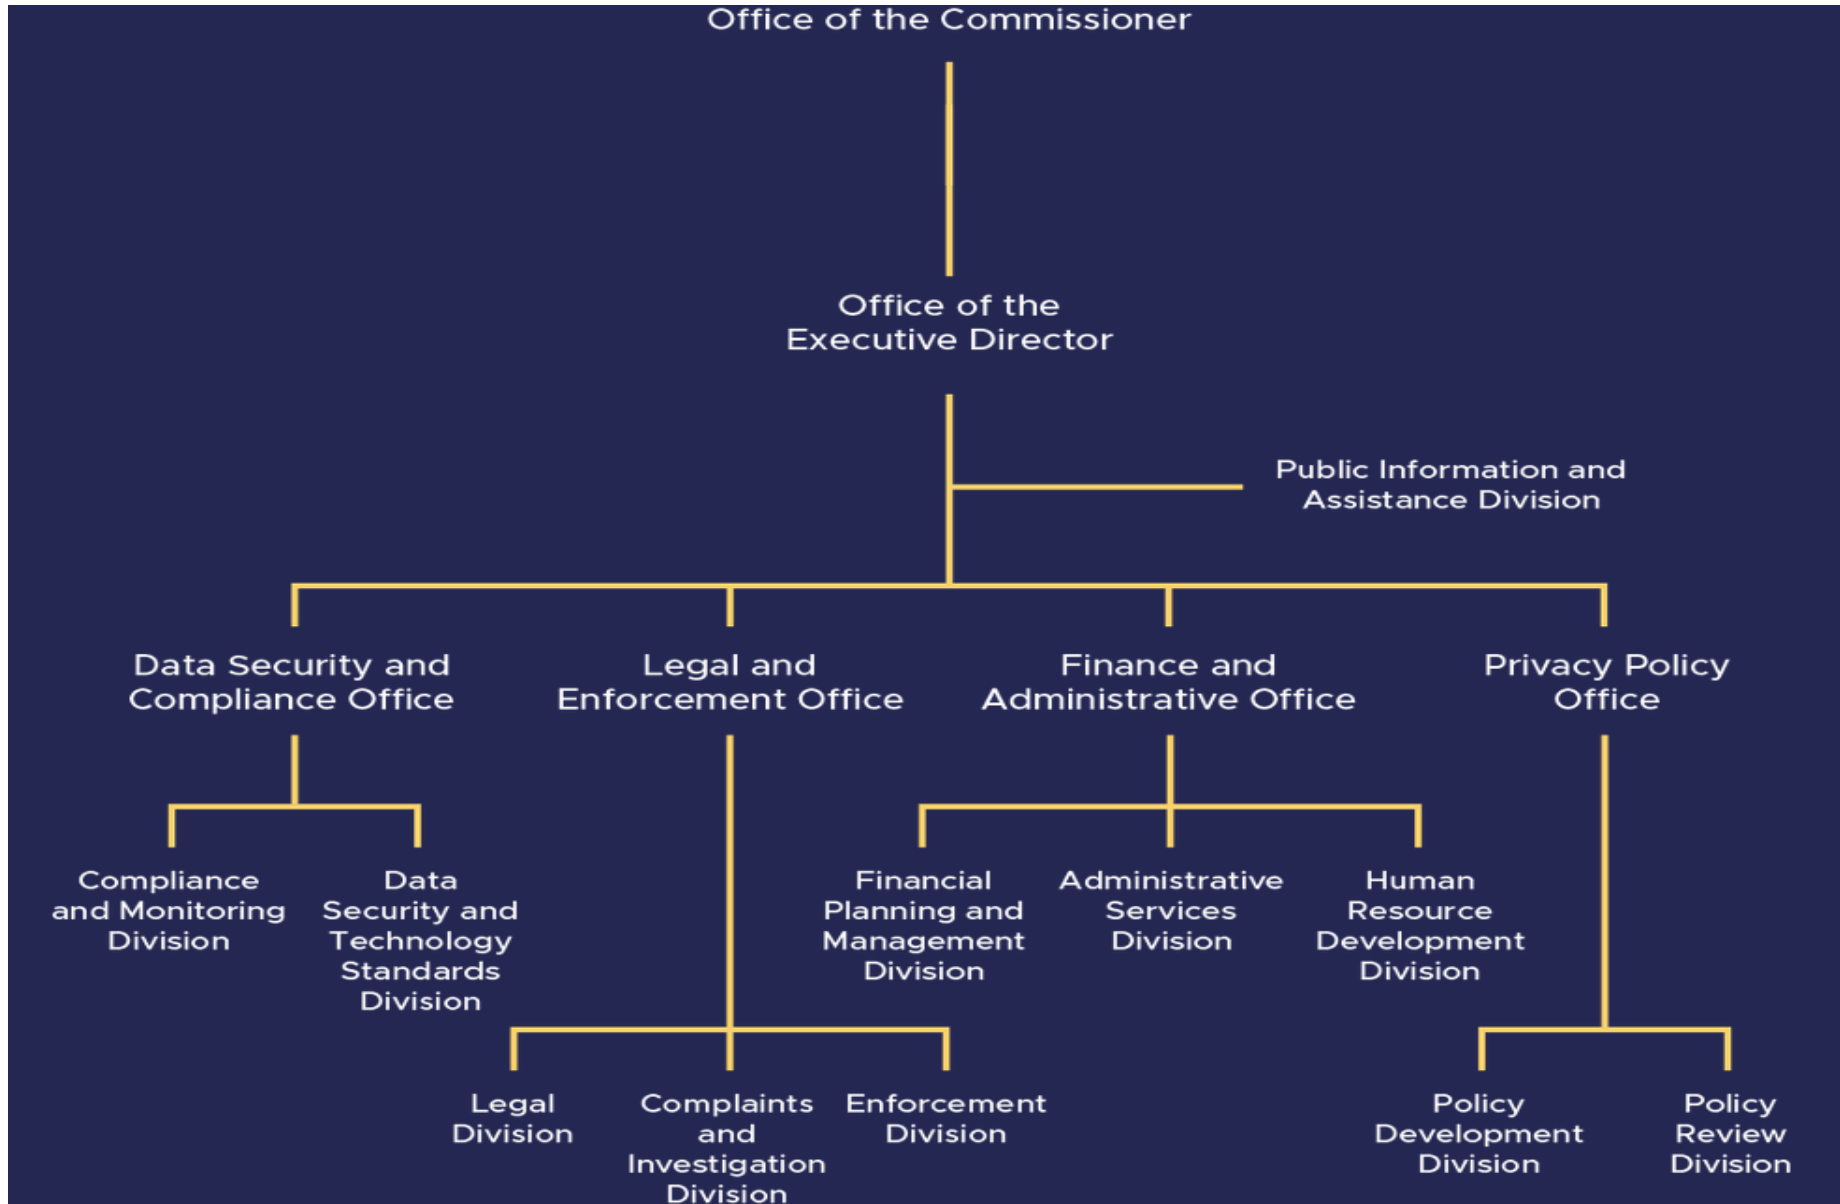 Office of the Commissioner
Office of the
Executive Director
Public Information and
Assistance Division
Data Security and
Compliance Office
Legal and
Enforcement Office
Finance and
Administrative Office
Privacy Policy
Office
Compliance
and Monitoring
Division
Data
Security and
Technology
Standards
Division
Financial
Planning and
Management
Division
Administrative
Services
Division
Human
Resource
Development
Division
Legal
Division
Complaints
and
Investigation
Division
Enforcement
Division
Policy
Development
Division
Policy
Review
Division